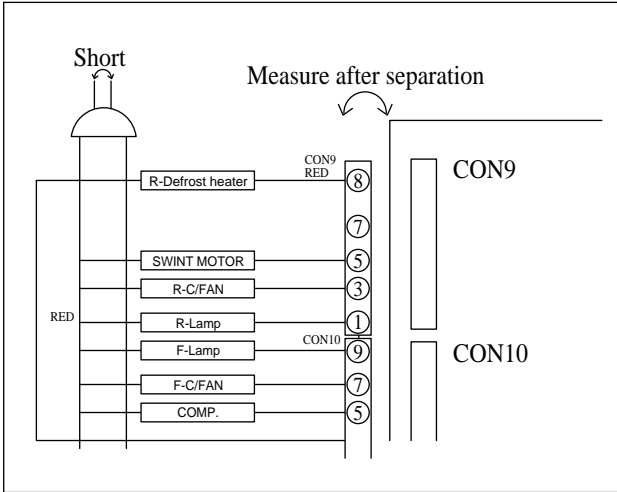 Short
Measure after separation
CON9
RED
CON9
R-Defrost heater
8
7
SWINT MOTOR
5
R-C/FAN
3
RED
R-Lamp
1
CON10
F-Lamp
9
CON10
F-C/FAN
7
COMP.
5